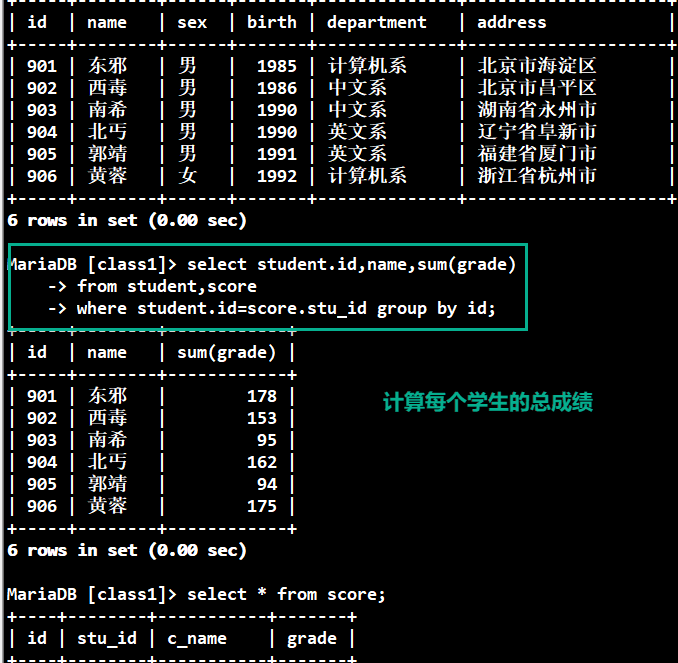 +-----+--------+------+-------+--------------+--------------------+
| id  | name   | sex  | birth | department   | address            |
+-----+--------+------+-------+--------------+--------------------+
| 901 | 东邪   | 男   |  1985 | 计算机系     | 北京市海淀区       |
| 902 | 西毒   | 男   |  1986 | 中文系       | 北京市昌平区       |
| 903 | 南希   | 男   |  1990 | 中文系       | 湖南省永州市       |
| 904 | 北丐   | 男   |  1990 | 英文系       | 辽宁省阜新市       |
| 905 | 郭靖   | 男   |  1991 | 英文系       | 福建省厦门市       |
| 906 | 黄蓉   | 女   |  1992 | 计算机系     | 浙江省杭州市       |
+-----+--------+------+-------+--------------+--------------------+
6 rows in set (0.00 sec)
MariaDB [class1]> select student.id,name,sum(grade)
    -> from student,score
    -> where student.id=score.stu_id group by id;
+-----+--------+------------+
| id  | name   | sum(grade) |
+-----+--------+------------+
| 901 | 东邪   |        178 |
| 902 | 西毒   |        153 |
| 903 | 南希   |         95 |
| 904 | 北丐   |        162 |
| 905 | 郭靖   |         94 |
| 906 | 黄蓉   |        175 |
+-----+--------+------------+
计算每个学生的总成绩
6 rows in set (0.00 sec)
MariaDB [class1]> select * from score;
+----+--------+-----------+-------+
| id | stu_id | c_name    | grade |
+----+--------+-----------+-------+